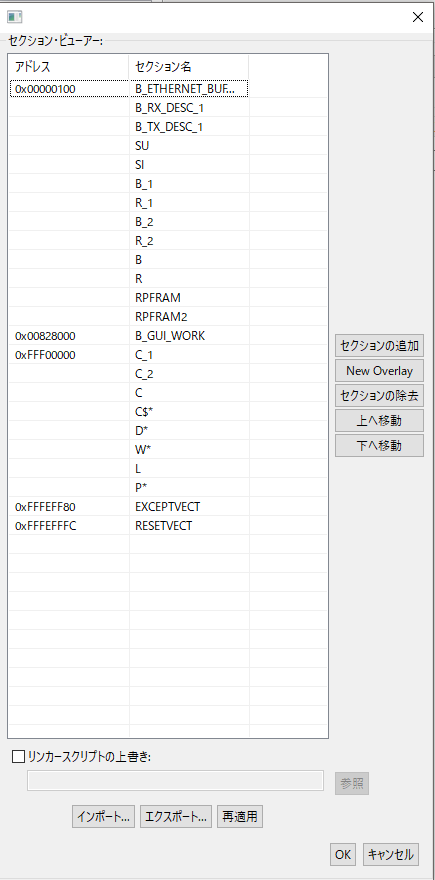 セクション・ビューアー:
アドレス セクション名
0x00000100 B_ETHERNET_BUF...
B_RX_DESC_1
B_TX_DESC_1
SU
SI
B_1
R_1
B_2
R_2
B
R
RPFRAM
RPFRAM2
0x00828000 B_GUI_WORK
0xFFF00000 C_1
C_2
C
C$*
D*
W*
L
P*
0xFFFEFF80 EXCEPTVECT
0xFFFEFFFC RESETVECT
セクションの追加
New Overlay
セクションの除去
上へ移動
下へ移動
リンカースクリプトの上書き:
参照
インポート... エクスポート... 再適用
OK キャンセル